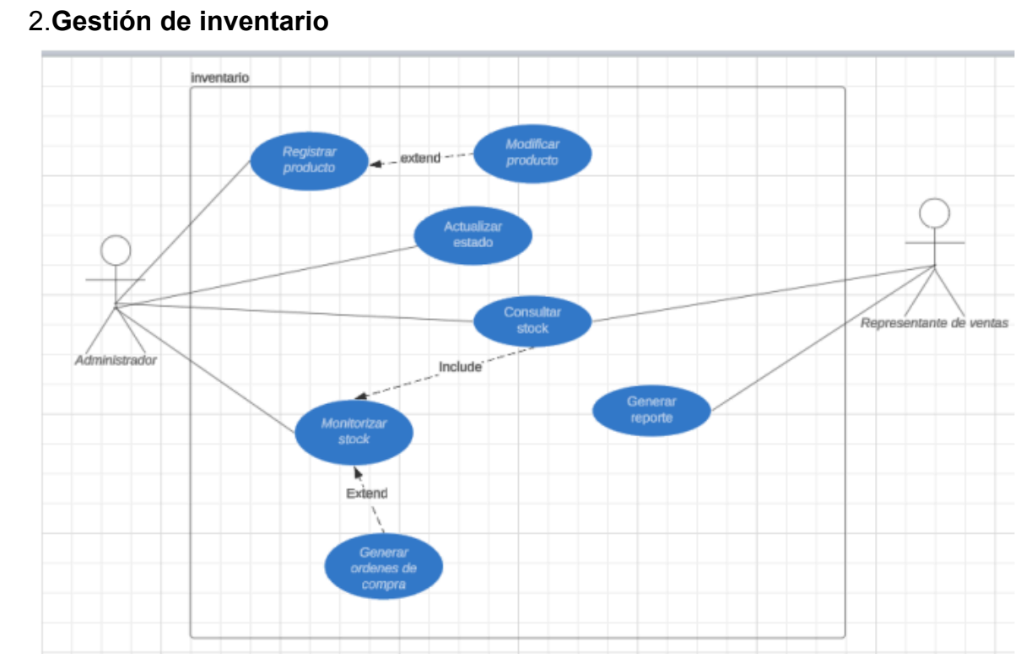 2.Gestión de inventario
inventario
Registrar
producto
extend
Modificar
producto
Actualizar
estado
Consultar
stock
Representante de ventas
Administrador
Include
Monitorizar
stock
Generar
reporte
Extend
Generar
ordenes de
compra